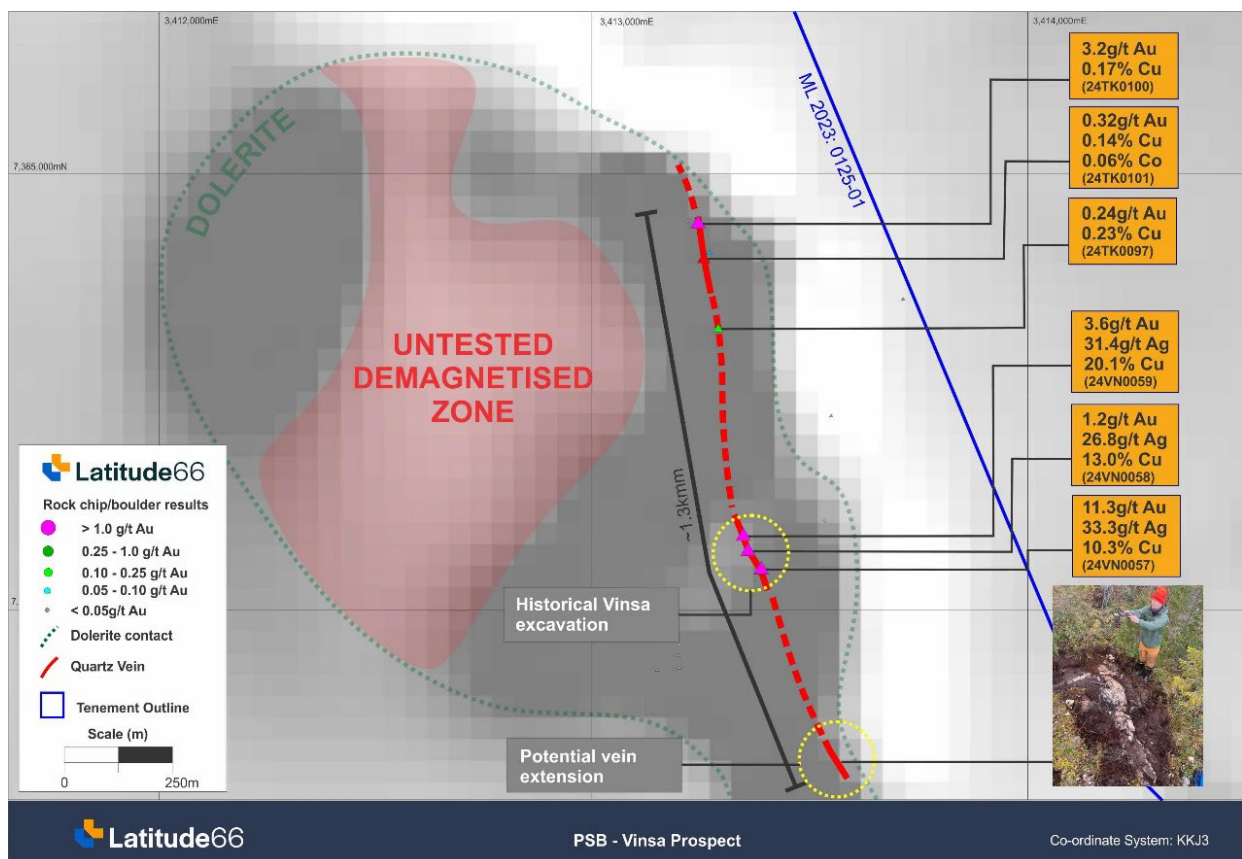 3,412,000mE
3,413,000mE
3,414,000mE
7,365,000mN
7,
DOLERITE
UNTESTED
DEMAGNETISED
ZONE
ML 2023: 0125-01
~1.3kmm
3.2g/t Au
0.17% Cu
(24TK0100)
0.32g/t Au
0.14% Cu
0.06% Co
(24TK0101)
0.24g/t Au
0.23% Cu
(24TK0097)
3.6g/t Au
31.4g/t Ag
20.1% Cu
(24VN0059)
1.2g/t Au
26.8g/t Ag
13.0% Cu
(24VN0058)
11.3g/t Au
33.3g/t Ag
10.3% Cu
(24VN0057)
Historical Vinsa
excavation
Potential vein
extension
Latitude66
Rock chip/boulder results
> 1.0 g/t Au
0.25 - 1.0 g/t Au
0.10 - 0.25 g/t Au
0.05 - 0.10 g/t Au
< 0.05g/t Au
Dolerite contact
Quartz Vein
Tenement Outline
Scale (m)
0 250m
Latitude66
PSB - Vinsa Prospect
Co-ordinate System: KKJ3